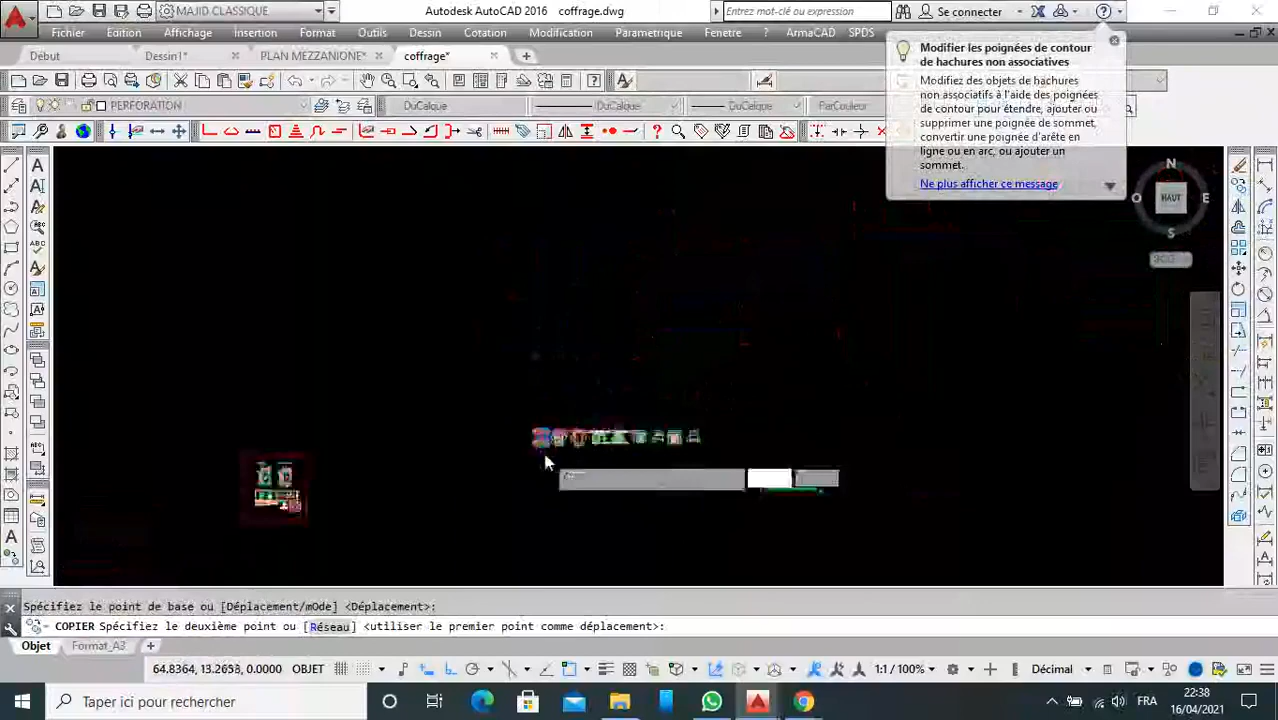 MAJID CLASSIQUE
Autodesk AutoCAD 2016 coffrage.dwg
Entrez mot-clé ou expression
Se connecter
Fichier Edition Affichage Insertion Format Outils Dessin Cotation Modification Parametrique Fenetre ArmaCAD SPDS
Début Dessin1* PLAN MEZZANINE* coffrage*
PERFORATION DuCalque DuCalque DuCalque ParCouleur
Modifier les poignées de contour
de hachures non associatives
Modifiez des objets de hachures
non associatifs à l'aide des poignées
de contour pour étendre, ajouter ou
supprimer une poignée de sommet,
convertir une poignée d'arête en
ligne ou en arc, ou ajouter un
sommet.
Ne plus afficher ce message
N
O HAUT E
S
Spécifiez le point de base ou [Déplacement/mOde] <Déplacement>:
COPIER Spécifiez le deuxième point ou [Réseau] <utiliser le premier point comme déplacement>:
Objet Format_A3
64.8364, 13.2653, 0.0000 OBJET 1:1 / 100% Décimal
Taper ici pour rechercher
FRA
22:38
16/04/2021